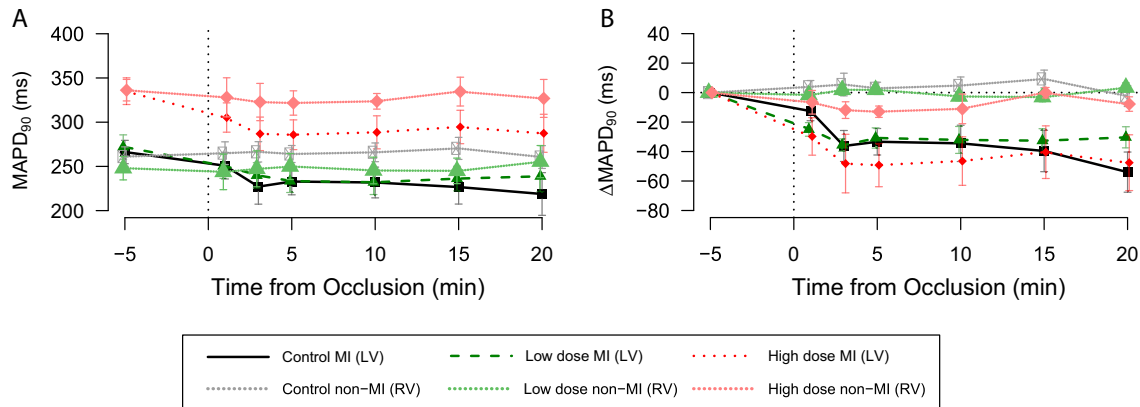 A
B
MAPD90 (ms)
400
350
300
250
200
−5
0
5
10
15
20
Time from Occlusion (min)
ΔMAPD90 (ms)
40
20
0
−20
−40
−60
−80
−5
0
5
10
15
20
Time from Occlusion (min)
Control MI (LV)
Low dose MI (LV)
High dose MI (LV)
Control non−MI (RV)
Low dose non−MI (RV)
High dose non−MI (RV)